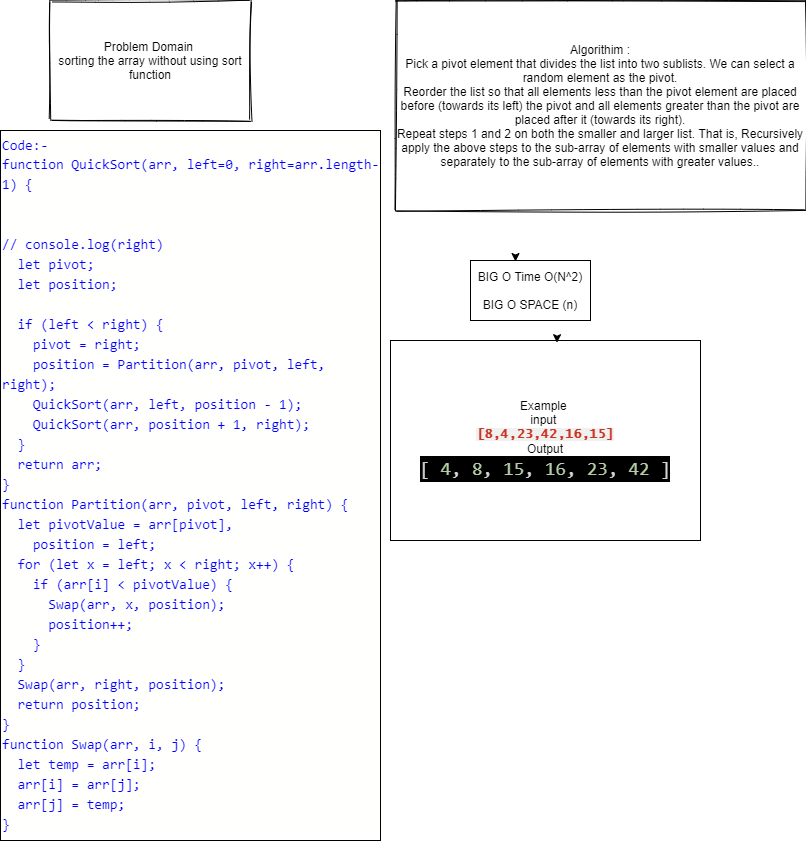 Problem Domain
sorting the array without using sort
function
Algorithim :
Pick a pivot element that divides the list into two sublists. We can select a
random element as the pivot.
Reorder the list so that all elements less than the pivot element are placed
before (towards its left) the pivot and all elements greater than the pivot are
placed after it (towards its right).
Repeat steps 1 and 2 on both the smaller and larger list. That is, Recursively
apply the above steps to the sub-array of elements with smaller values and
separately to the sub-array of elements with greater values..
Code:-
function QuickSort(arr, left=0, right=arr.length-
1) {
// console.log(right)
let pivot;
let position;
if (left < right) {
pivot = right;
position = Partition(arr, pivot, left,
right);
QuickSort(arr, left, position - 1);
QuickSort(arr, position + 1, right);
}
return arr;
}
function Partition(arr, pivot, left, right) {
let pivotValue = arr[pivot],
position = left;
for (let x = left; x < right; x++) {
if (arr[i] < pivotValue) {
Swap(arr, x, position);
position++;
}
}
Swap(arr, right, position);
return position;
}
function Swap(arr, i, j) {
let temp = arr[i];
arr[i] = arr[j];
arr[j] = temp;
}
BIG O Time O(N^2)
BIG O SPACE (n)
Example
input
[8,4,23,42,16,15]
Output
[ 4, 8, 15, 16, 23, 42 ]